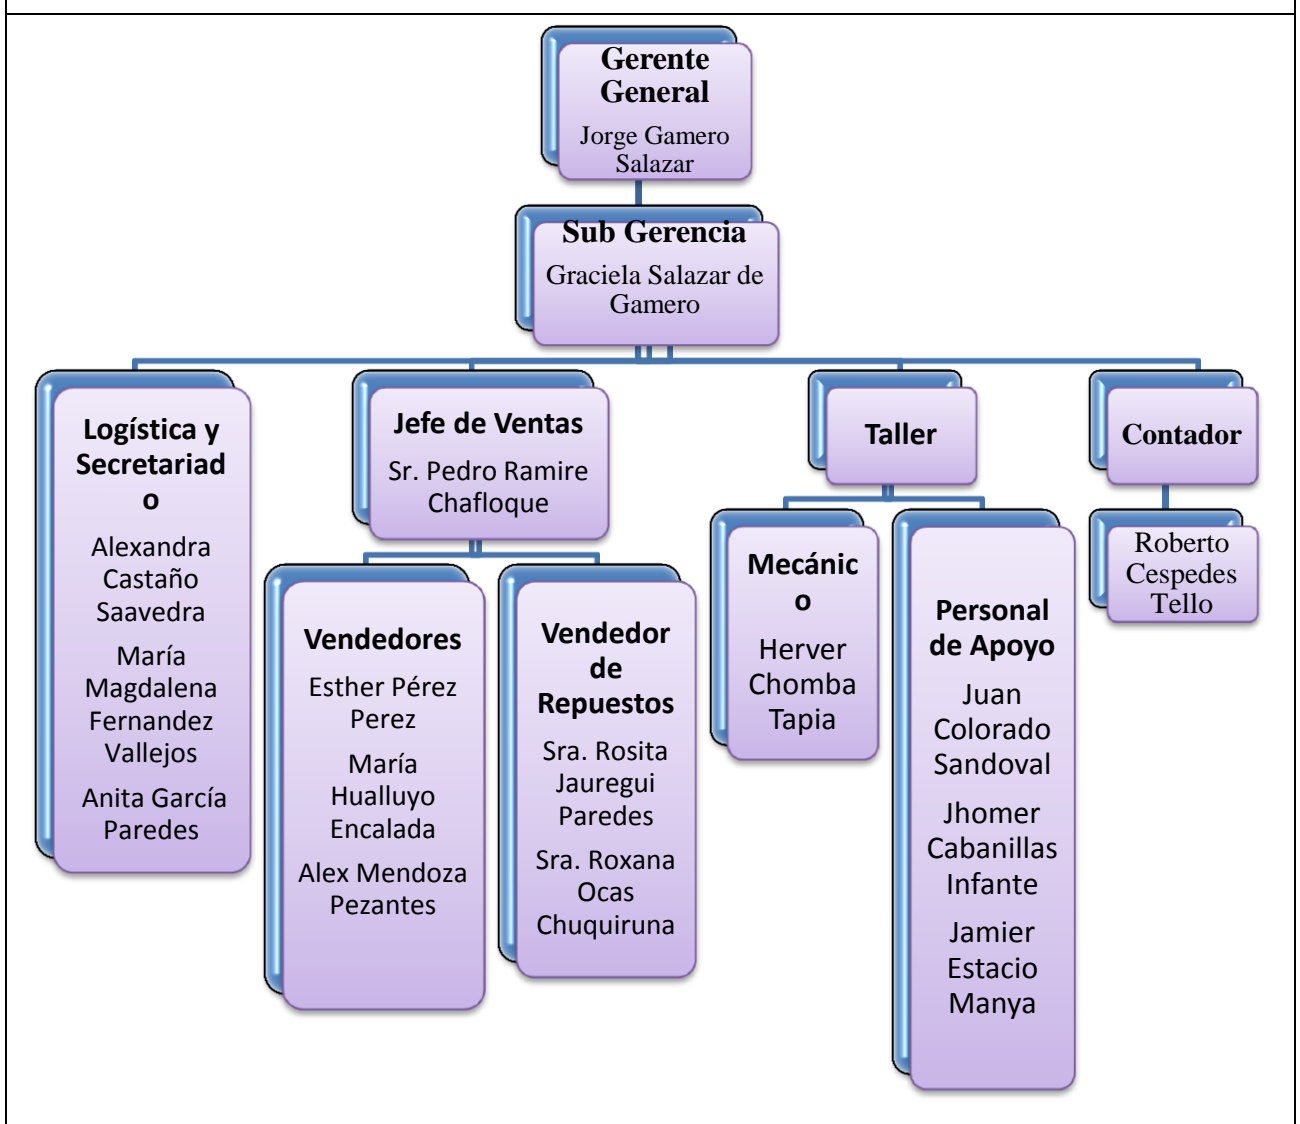 Gerente
General
Jorge Gamero
Salazar
Sub Gerencia
Graciela Salazar de
Gamero
Logística y
Secretariad
o
Alexandra
Castaño
Saavedra
María
Magdalena
Fernandez
Vallejos
Anita García
Paredes
Jefe de Ventas
Sr. Pedro Ramire
Chafloque
Vendedores
Esther Pérez
Perez
María
Hualluyo
Encalada
Alex Mendoza
Pezantes
Vendedor
de
Repuestos
Sra. Rosita
Jauregui
Paredes
Sra. Roxana
Ocas
Chuquiruna
Taller
Mecánic
o
Herver
Chomba
Tapia
Personal
de Apoyo
Juan
Colorado
Sandoval
Jhomer
Cabanillas
Infante
Jamier
Estacio
Manya
Contador
Roberto
Cespedes
Tello